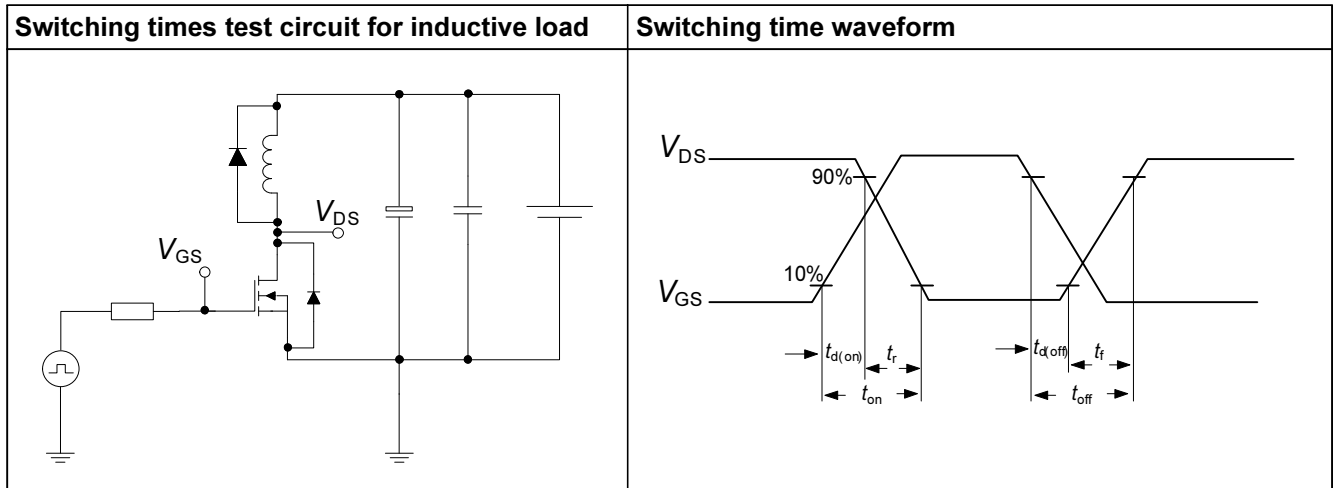 Switching times test circuit for inductive load
Switching time waveform
VDS
VGS
VDS
90%
10%
VGS
td(on)
tr
td(off)
tf
ton
toff